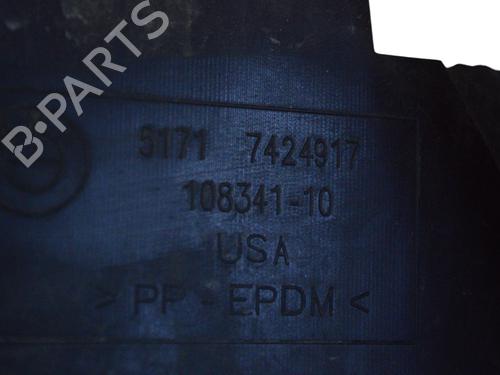 B-PARTS
5171 7424917
108341-10
USA
> PP - EPDM <